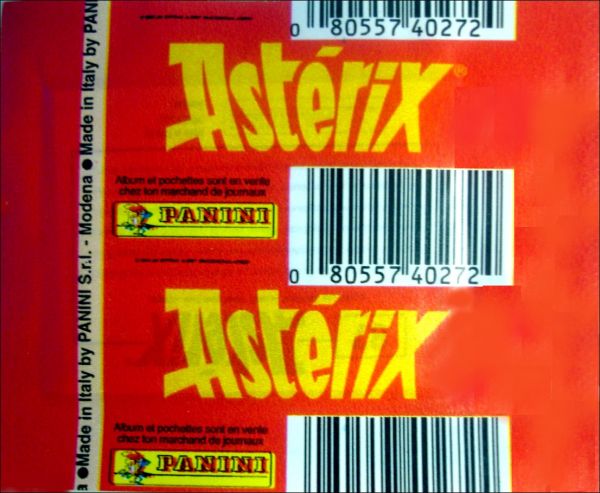 0 80557 40272
Astérix®
Album et pochettes sont en vente
chez ton marchand de journaux
PANINI
0 80557 40272
Astérix
Album et pochettes sont en vente
chez ton marchand de journaux
PANINI
a ● Made in Italy by PANINI S.r.l. - Modena ● Made in Italy by PAN